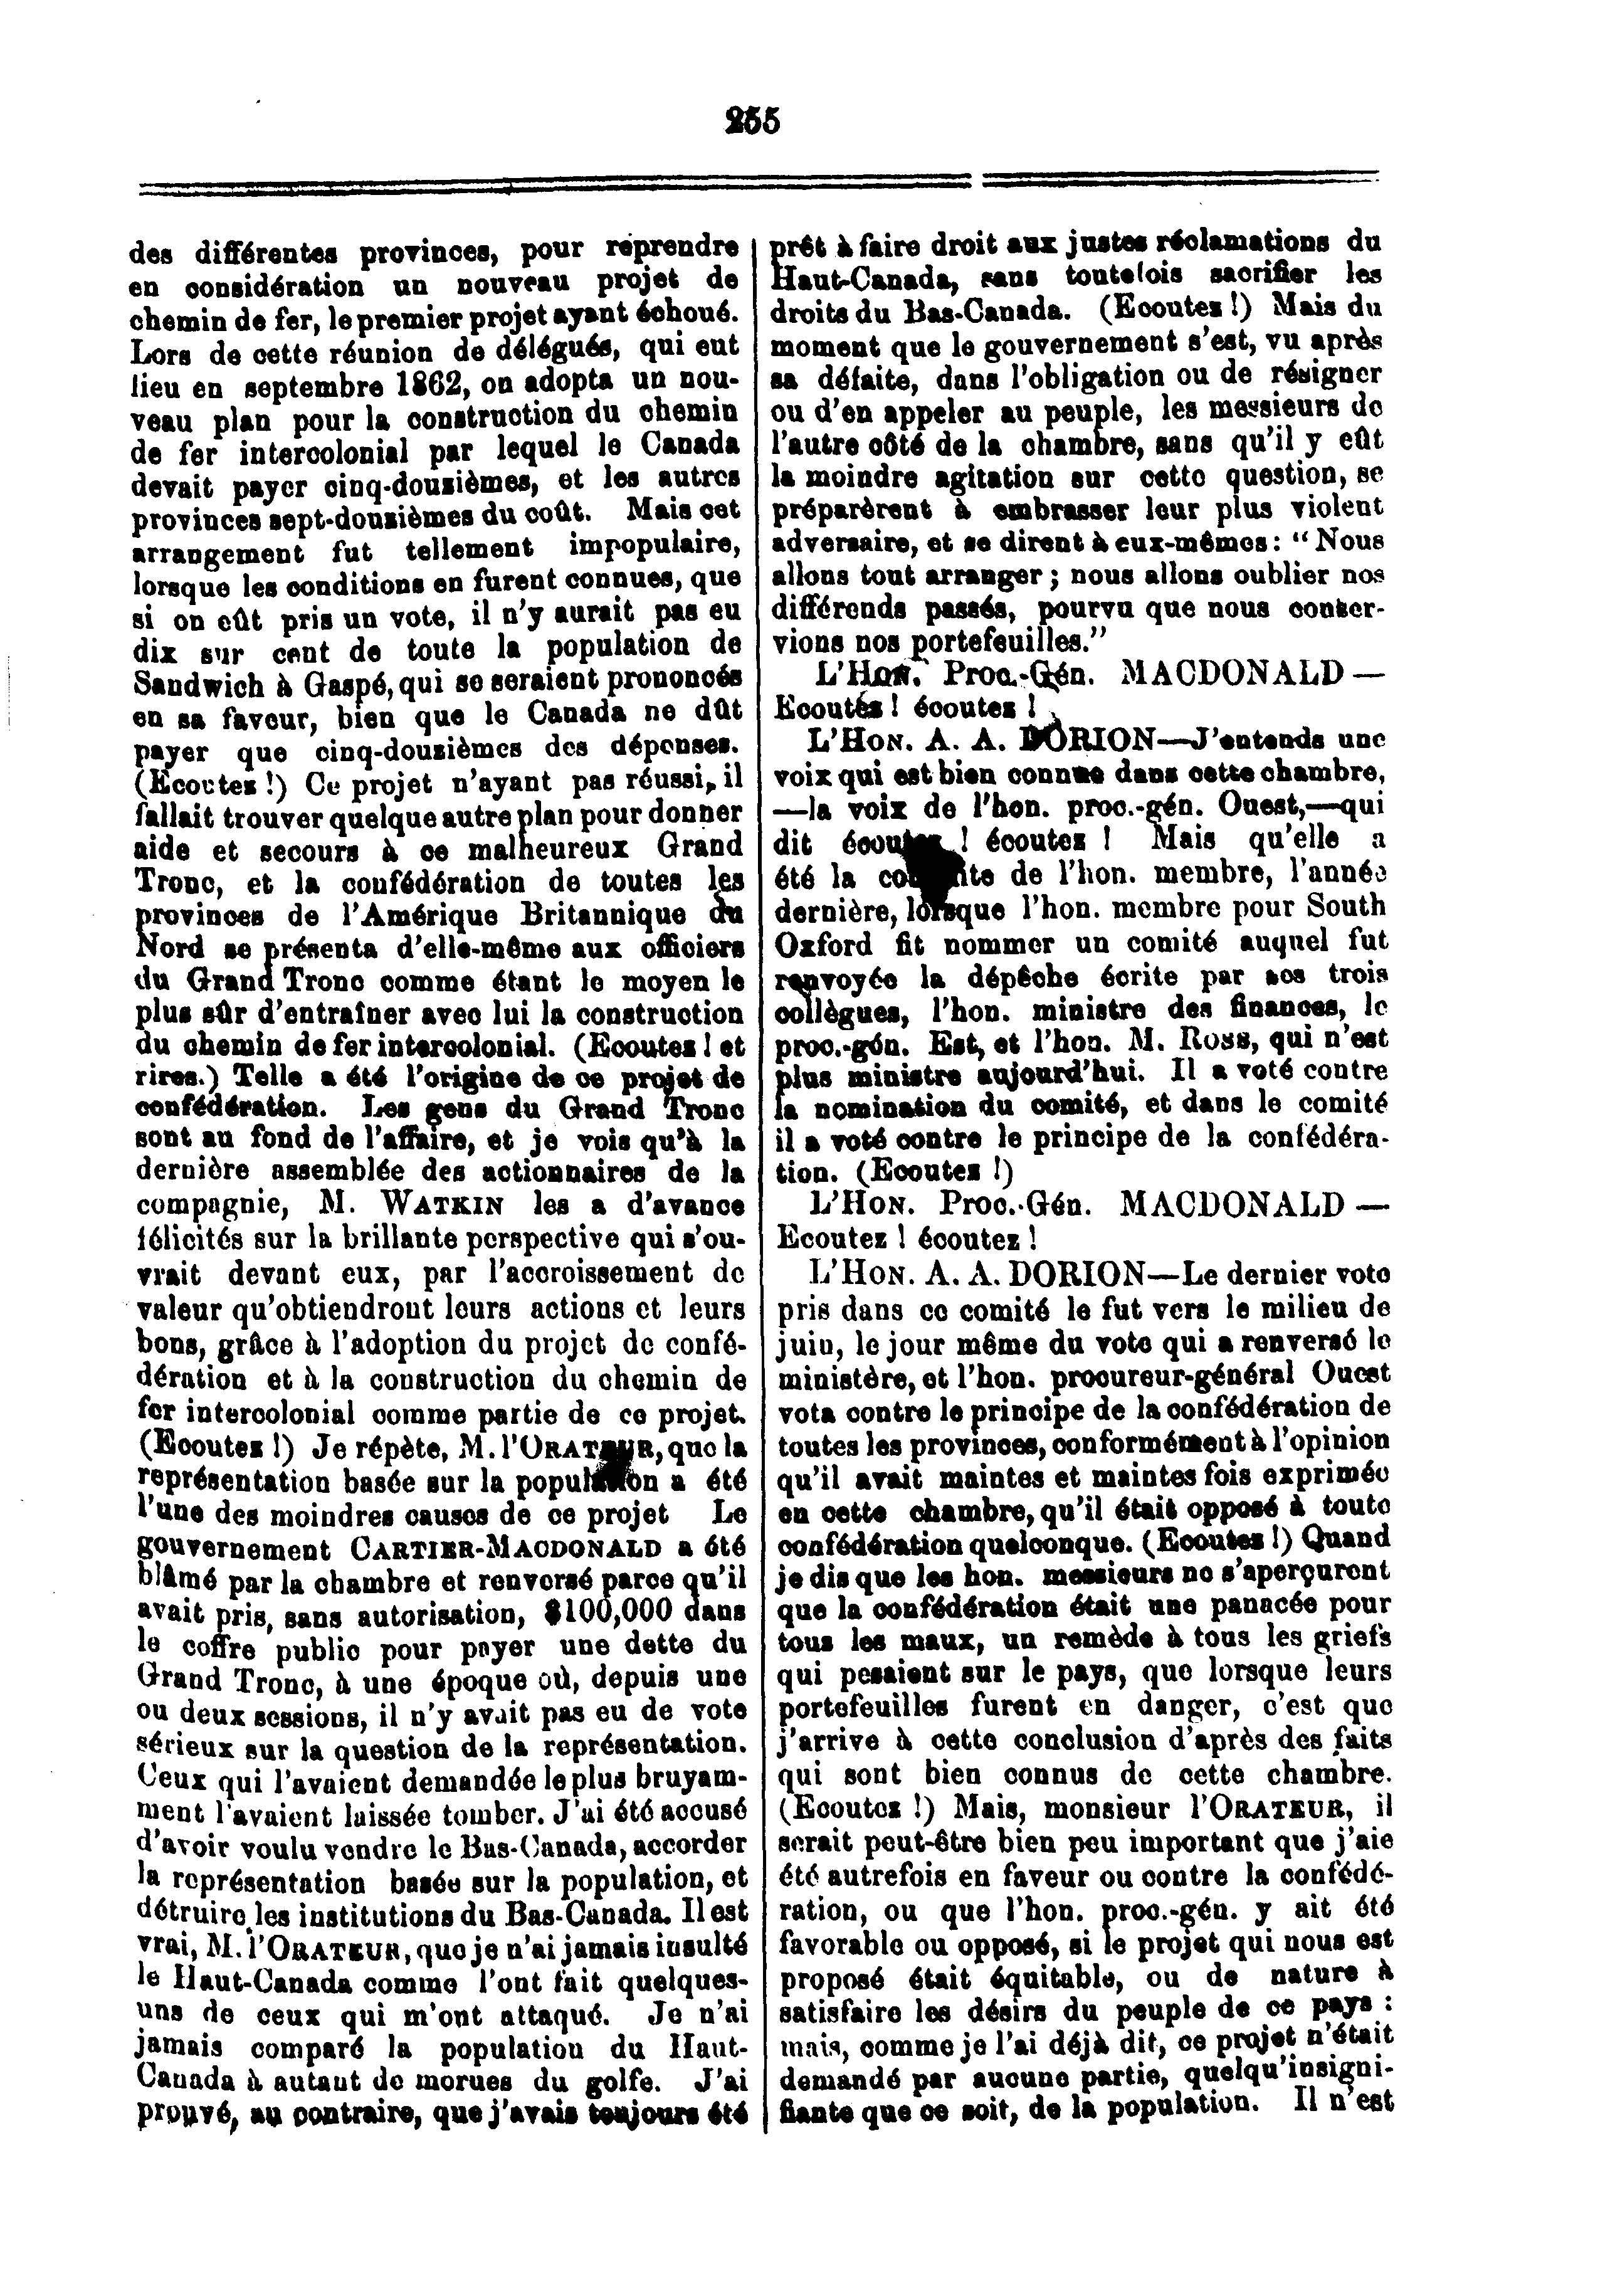 255
des différentes provinces, pour reprendre
en considération un nouveau projet de
chemin de fer, le premier projet ayant échoué.
Lors de cette réunion de délégués, qui eut
lieu en septembre 1862, on adopta un nou-
veau plan pour la construction du chemin
de fer intercolonial par lequel le Canada
devait payer cinq-douzièmes, et les autres
provinces sept-douzièmes du coût. Mais cet
arrangement fut tellement impopulaire,
lorsque les conditions en furent connues, que
si on eût pris un vote, il n'y aurait pas eu
dix sur cent de toute la population de
Sandwich à Gaspé, qui se seraient prononcés
en sa faveur, bien que le Canada ne dût
payer que cinq-douzièmes des dépenses.
(Ecoutez !) Ce projet n'ayant pas réussi, il
fallait trouver quelque autre plan pour donner
aide et secours à ce malheureux Grand
Tronc, et la confédération de toutes les
provinces de l'Amérique Britannique du
Nord se présenta d'elle-même aux officiers
du Grand Tronc comme étant le moyen le
plus sûr d'entraîner avec lui la construction
du chemin de fer intercolonial. (Ecoutez ! et
rires.) Telle a été l'origine de ce projet de
confédération. Les gens du Grand Tronc
sont au fond de l'affaire, et je vois qu'à la
dernière assemblée des actionnaires de la
compagnie, M. WATKIN les a d'avance
félicités sur la brillante perspective qui s'ou-
vrait devant eux, par l'accroissement de
valeur qu'obtiendront leurs actions et leurs
bons, grâce à l'adoption du projet de confé-
dération et à la construction du chemin de
fer intercolonial comme partie de ce projet.
(Ecoutez !) Je répète, M. l'ORATEUR, que la
représentation basée sur la population a été
l'une des moindres causes de ce projet Le
gouvernement CARTIER-MACDONALD a été
blâmé par la chambre et renversé parce qu'il
avait pris, sans autorisation, $100,000 dans
le coffre public pour payer une dette du
Grand Tronc, à une époque où, depuis une
ou deux sessions, il n'y avait pas eu de vote
sérieux sur la question de la représentation.
Ceux qui l'avaient demandée le plus bruyam-
ment l'avaient laissée tomber. J'ai été accusé
d'avoir voulu vendre le Bas-Canada, accorder
la représentation basée sur la population, et
détruire les institutions du Bas-Canada. Il est
vrai, M. l'ORATEUR, que je n'ai jamais insulté
le Haut-Canada comme l'ont fait quelques-
uns de ceux qui m'ont attaqué. Je n'ai
jamais comparé la population du Haut-
Canada à autant de morues du golfe. J'ai
prouvé, au contraire, que j'avais toujours été
prêt à faire droit aux justes réclamations du
Haut-Canada, sans toutefois sacrifier les
droits du Bas-Canada. (Ecoutez !) Mais du
moment que le gouvernement s'est, vu après
sa défaite, dans l'obligation ou de résigner
ou d'en appeler au peuple, les messieurs de
l'autre côté de la chambre, sans qu'il y eût
la moindre agitation sur cette question, se
préparèrent à embrasser leur plus violent
adversaire, et se dirent à eux-mêmes : “ Nous
allons tout arranger ; nous allons oublier nos
différends passés, pourvu que nous conser-
vions nos portefeuilles.”
L'HON. PROC.-GÉN. MACDONALD —
Ecoutez ! écoutez !
L'HON. A. A. DORION—J'entends une
voix qui est bien connue dans cette chambre,
—la voix de l'hon. proc.-gén. Ouest,—qui
dit écoutez ! écoutez ! Mais qu'elle a
été la de l'hon. membre, l'année
dernière, lorsque l'hon. membre pour South
Oxford fit nommer un comité auquel fut
renvoyée la dépêche écrite par ses trois
collègues, l'hon. ministre des finances, le
proc.-gén. Est, et l'hon. M. ROSS, qui n'est
plus ministre aujourd'hui. Il a voté contre
la nomination du comité, et dans le comité
il a voté contre le principe de la confédéra-
tion. (Ecoutez !)
L'HON. PROC.-GÉN. MACDONALD —
Ecoutez ! écoutez !
L'HON. A. A. DORION—Le dernier vote
pris dans ce comité le fut vers le milieu de
juin, le jour même du vote qui a renversé le
ministère, et l'hon. procureur-général Ouest
vota contre le principe de la confédération de
toutes les provinces, conformément à l'opinion
qu'il avait maintes et maintes fois exprimée
en cette chambre, qu'il était opposé à toute
confédération quelconque. (Ecoutez !) Quand
je dis que les hon. messieurs ne s'aperçurent
que la confédération était une panacée pour
tous les maux, un remède à tous les griefs
qui pesaient sur le pays, que lorsque leurs
portefeuilles furent en danger, c'est que
j'arrive à cette conclusion d'après des faits
qui sont bien connus de cette chambre.
(Ecoutez !) Mais, monsieur l'ORATEUR, il
serait peut-être bien peu important que j'aie
été autrefois en faveur ou contre la confédé-
ration, ou que l'hon. proc.-gén. y ait été
favorable ou opposé, si le projet qui nous est
proposé était équitable, ou de nature à
satisfaire les désirs du peuple de ce pays :
mais, comme je l'ai déjà dit, ce projet n'était
demandé par aucune partie, quelqu'insigni-
fiante que ce soit, de la population. Il n'est